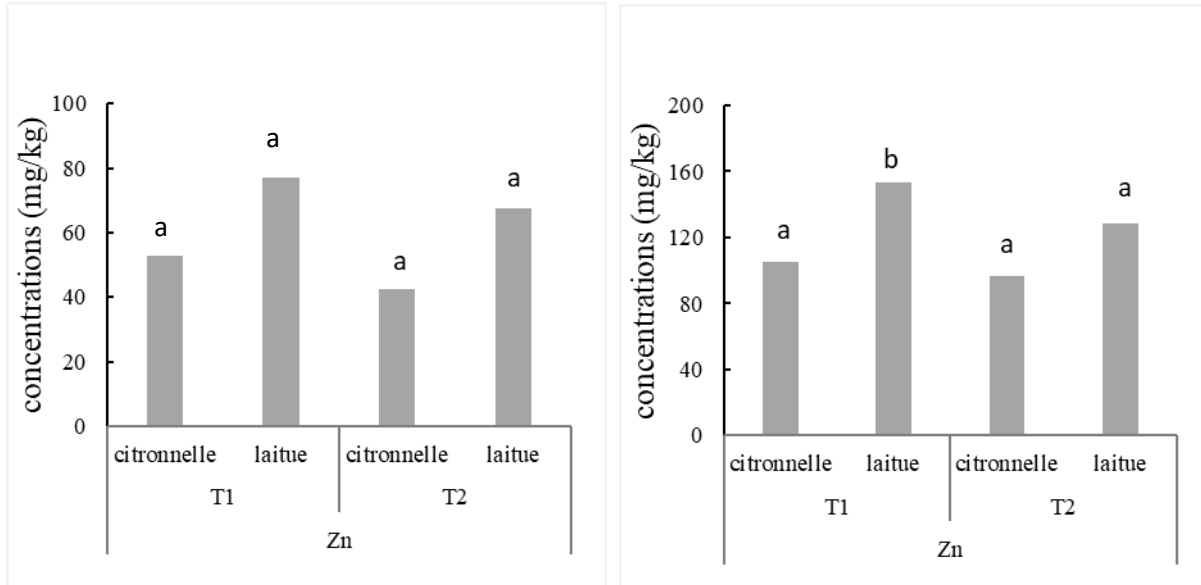 concentrations (mg/kg)
100
80
60
40
20
0
a
a
a
a
citronnelle laitue citronnelle laitue
T1 T2
Zn
concentrations (mg/kg)
200
160
120
80
40
0
a
b
a
a
citronnelle laitue citronnelle laitue
T1 T2
Zn